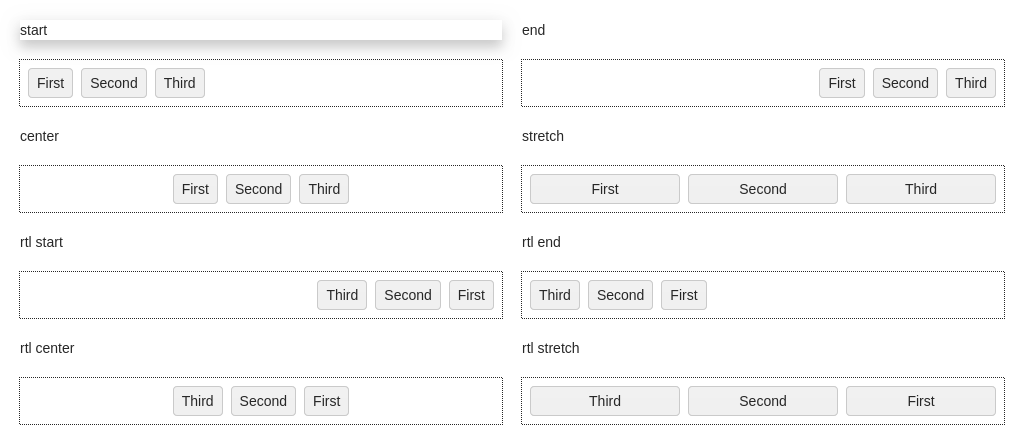 start
end
First Second Third
First Second Third
center
stretch
First Second Third
First Second Third
rtl start
rtl end
Third Second First
Third Second First
rtl center
rtl stretch
Third Second First
Third Second First